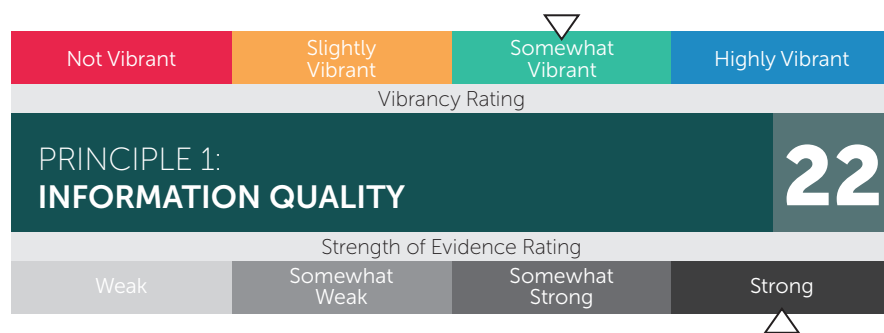 Not Vibrant
Slightly
Vibrant
Somewhat
Vibrant
Highly Vibrant
Vibrancy Rating
PRINCIPLE 1:
INFORMATION QUALITY
22
Strength of Evidence Rating
Weak
Somewhat
Weak
Somewhat
Strong
Strong